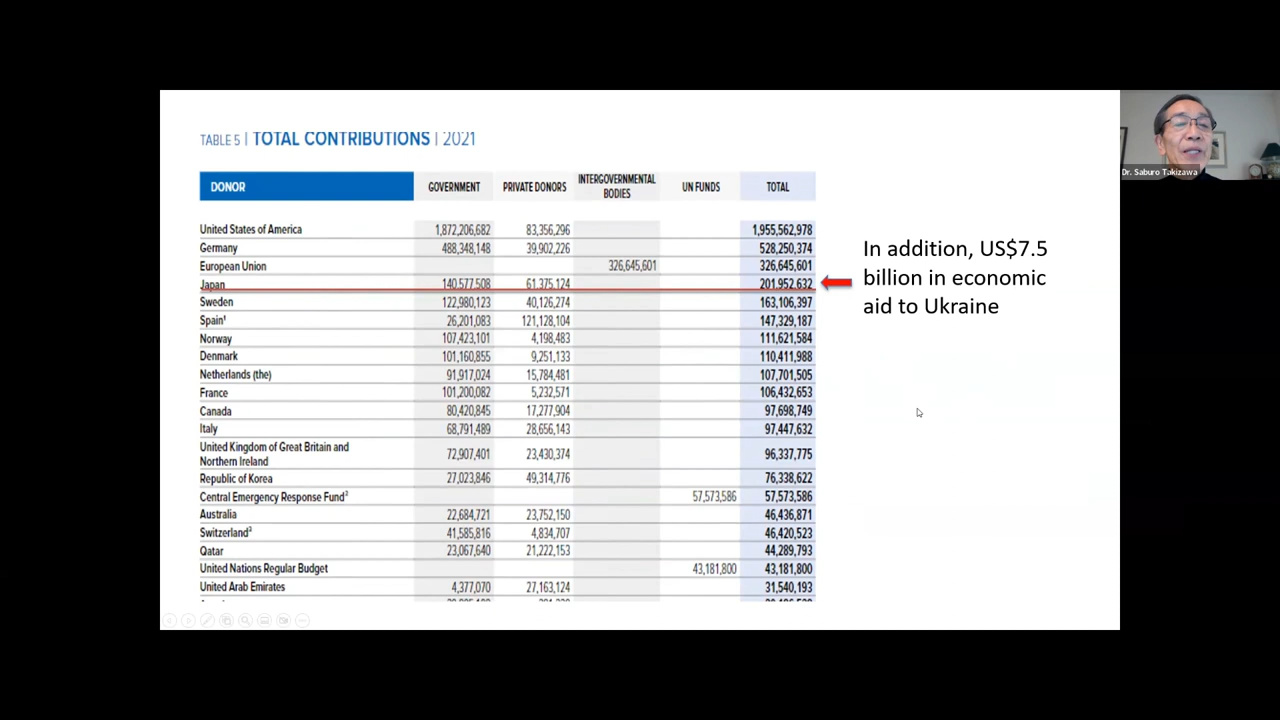 TABLE 5 | TOTAL CONTRIBUTIONS | 2021
DONOR GOVERNMENT PRIVATE DONORS INTERGOVERNMENTAL BODIES UN FUNDS TOTAL
United States of America 1,872,206,682 83,356,296 1,955,562,978
Germany 488,348,148 39,902,226 528,250,374
European Union 326,645,601 326,645,601
Japan 140,577,508 61,375,124 201,952,632
Sweden 122,980,123 40,126,274 163,106,397
Spain¹ 26,201,083 121,128,104 147,329,187
Norway 107,423,101 4,198,483 111,621,584
Denmark 101,160,855 9,251,133 110,411,988
Netherlands (the) 91,917,024 15,784,481 107,701,505
France 101,200,082 5,232,571 106,432,653
Canada 80,420,845 17,277,904 97,698,749
Italy 68,791,489 28,656,143 97,447,632
United Kingdom of Great Britain and
Northern Ireland 72,907,401 23,430,374 96,337,775
Republic of Korea 27,023,846 49,314,776 76,338,622
Central Emergency Response Fund² 57,573,586 57,573,586
Australia 22,684,721 23,752,150 46,436,871
Switzerland³ 41,585,816 4,834,707 46,420,523
Qatar 23,067,640 21,222,153 44,289,793
United Nations Regular Budget 43,181,800 43,181,800
United Arab Emirates 4,377,070 27,163,124 31,540,193
In addition, US$7.5
billion in economic
aid to Ukraine
Dr. Saburo Takizawa